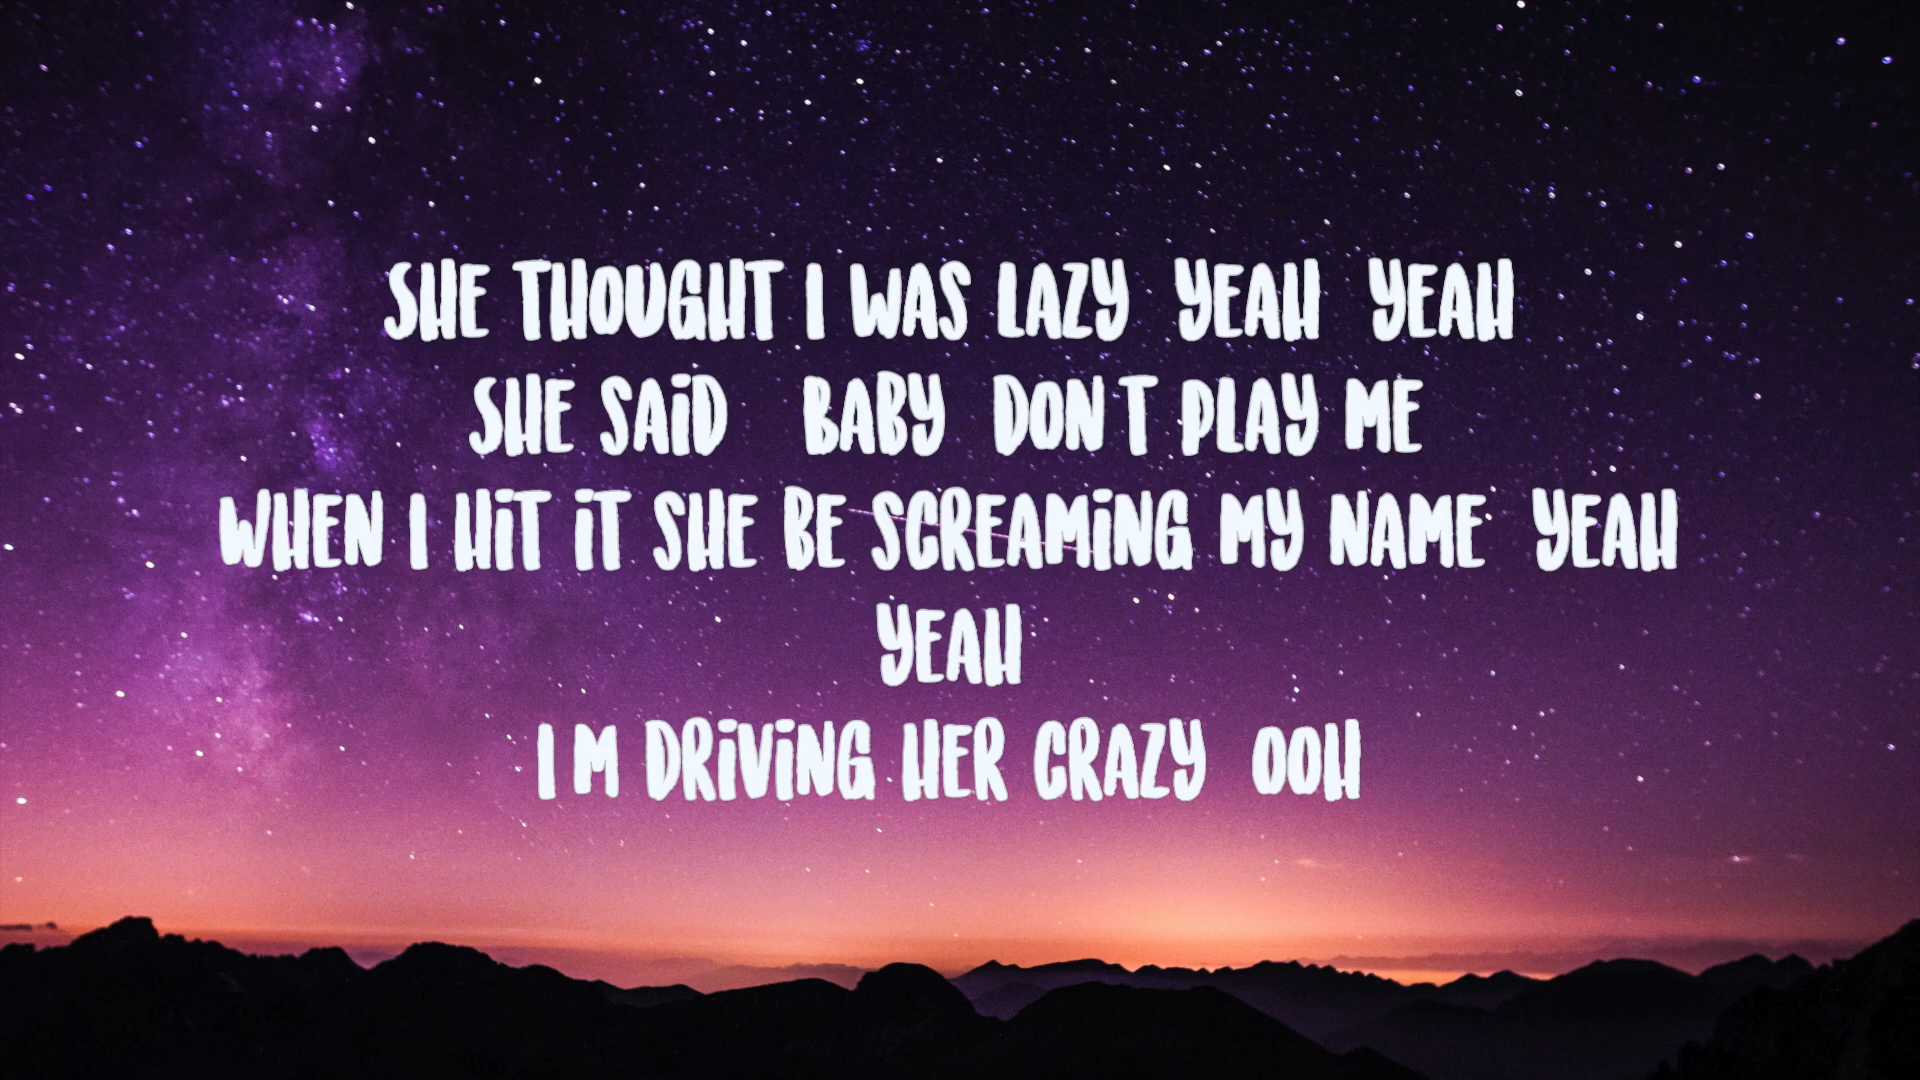 SHE THOUGHT I WAS LAZY YEAH YEAH
SHE SAID BABY DON T PLAY ME
WHEN I HIT IT SHE BE SCREAMING MY NAME YEAH
YEAH
I M DRIVING HER CRAZY OOH